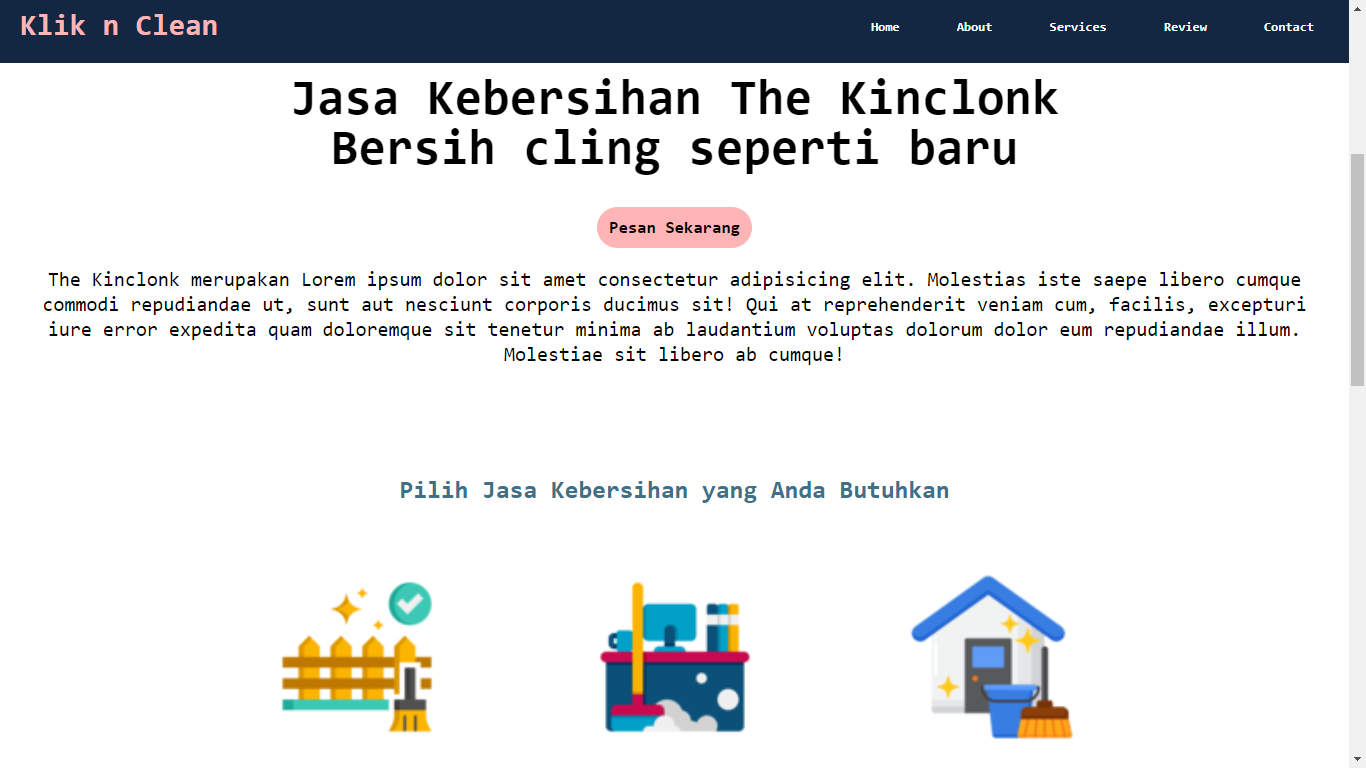 Klik n Clean
Home About Services Review Contact
Jasa Kebersihan The Kinclonk
Bersih cling seperti baru
Pesan Sekarang
The Kinclonk merupakan Lorem ipsum dolor sit amet consectetur adipisicing elit. Molestias iste saepe libero cumque
commodi repudiandae ut, sunt aut nesciunt corporis ducimus sit! Qui at reprehenderit veniam cum, facilis, excepturi
iure error expedita quam doloremque sit tenetur minima ab laudantium voluptas dolorum dolor eum repudiandae illum.
Molestiae sit libero ab cumque!
Pilih Jasa Kebersihan yang Anda Butuhkan